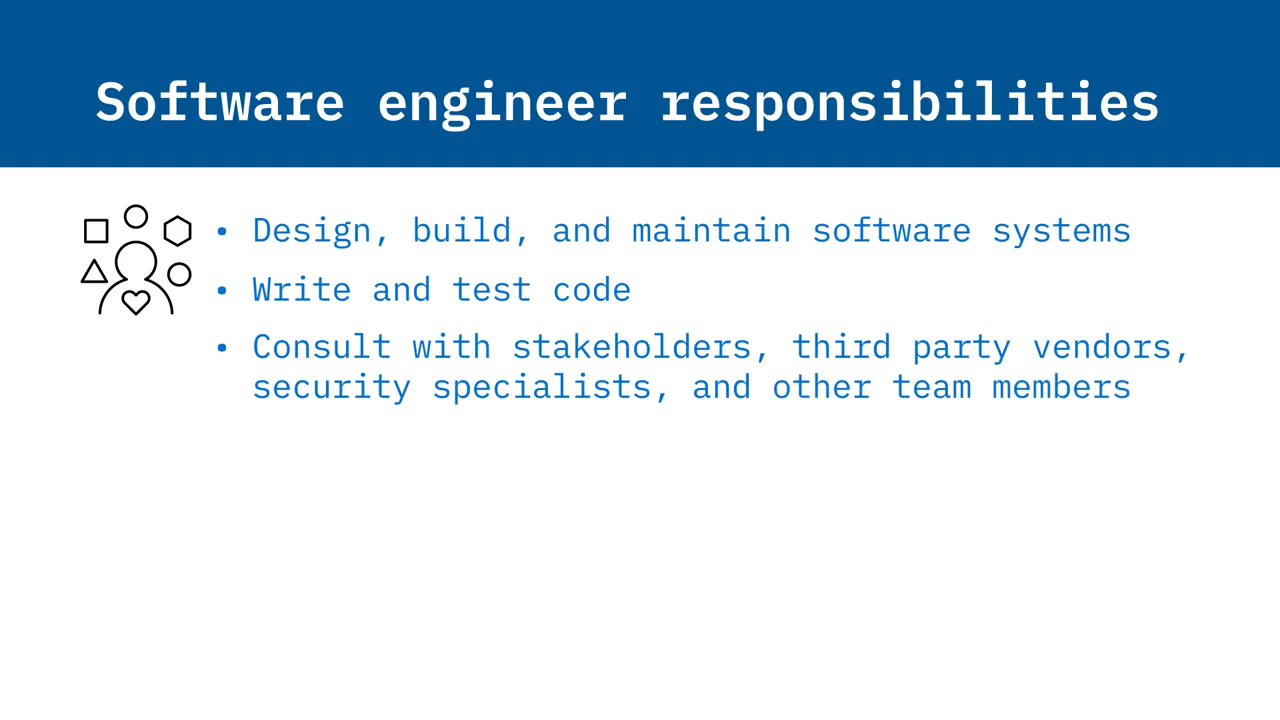 Software engineer responsibilities
• Design, build, and maintain software systems
• Write and test code
• Consult with stakeholders, third party vendors,
security specialists, and other team members